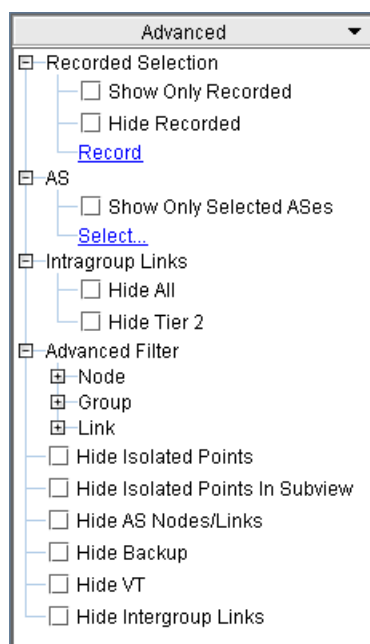 Advanced
Recorded Selection
Show Only Recorded
Hide Recorded
Record
AS
Show Only Selected ASes
Select...
Intragroup Links
Hide All
Hide Tier 2
Advanced Filter
Node
Group
Link
Hide Isolated Points
Hide Isolated Points In Subview
Hide AS Nodes/Links
Hide Backup
Hide VT
Hide Intergroup Links